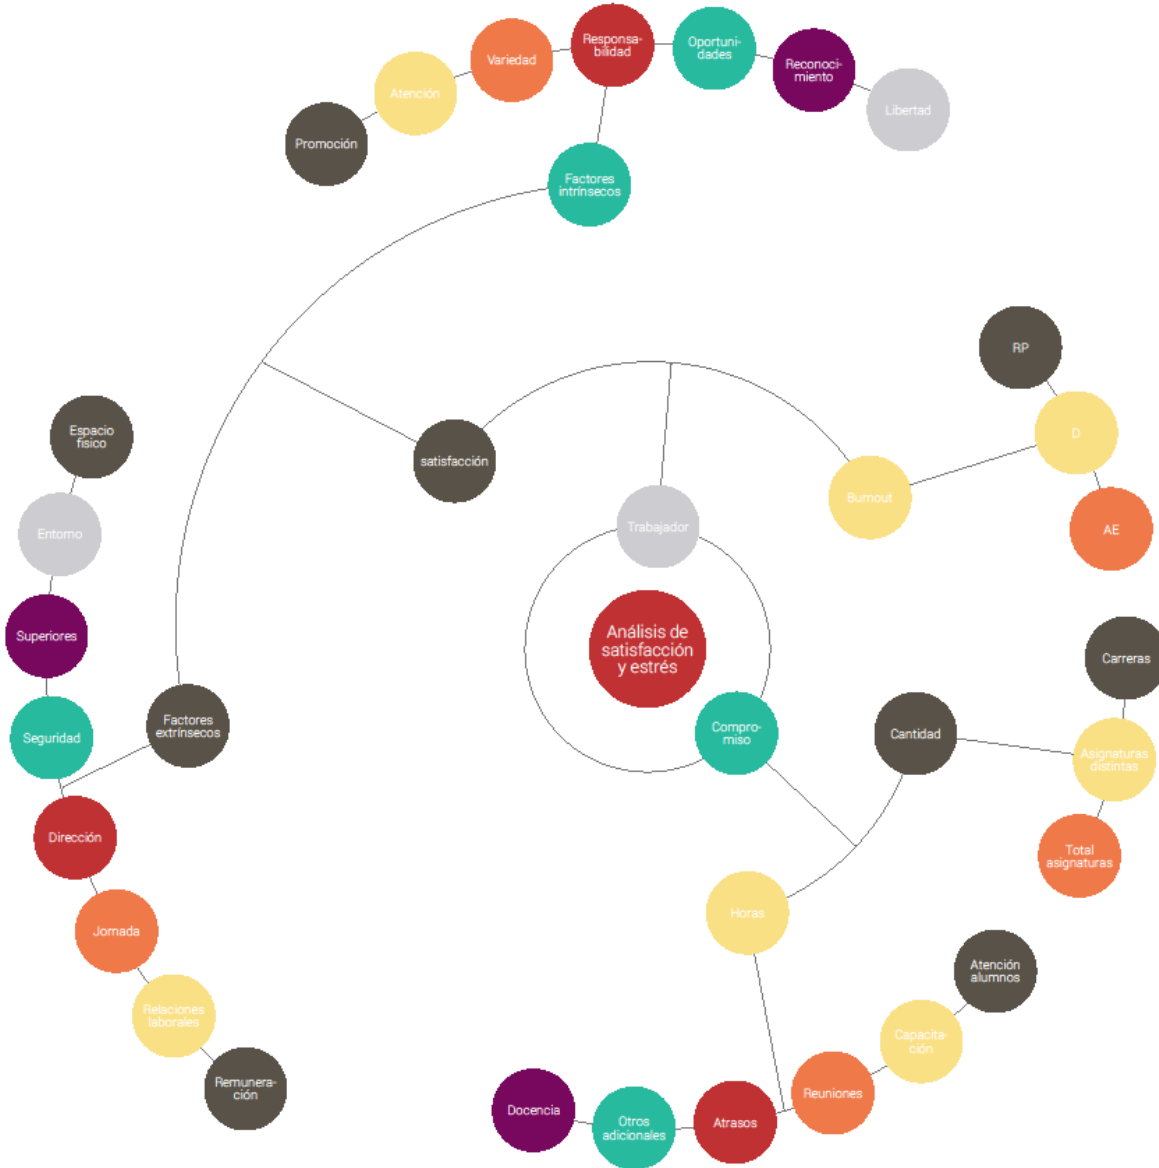 Responsa-
bilidad
Oportuni-
dades
Variedad
Reconoci-
miento
Atención
Libertad
Promoción
Factores
intrínsecos
RP
Espacio
fisico
D
satisfacción
Burnout
Trabajador
AE
Entorno
Superiores
Análisis de
satisfacción
y estrés
Carreras
Factores
extrínsecos
Seguridad
Compro-
miso
Cantidad
Asignaturas
distintas
Dirección
Total
asignaturas
Horas
Jornada
Atención
alumnos
Relaciones
laborales
Capacita-
ción
Remunera-
ción
Reuniones
Docencia
Otros
adicionales
Atrasos